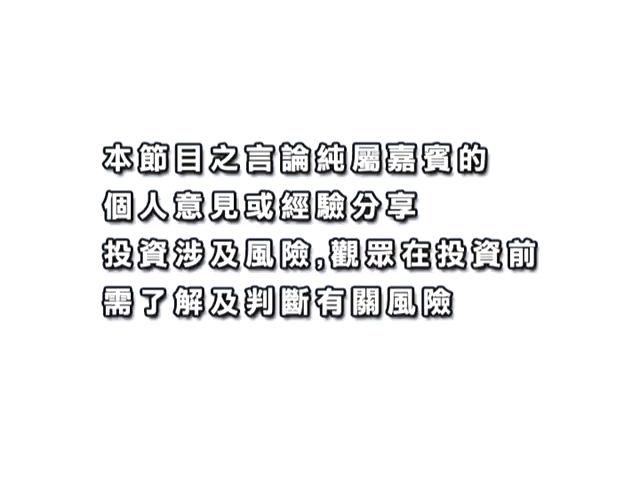 本節目之言論純屬嘉賓的
個人意見或經驗分享
投資涉及風險,觀眾在投資前
需了解及判斷有關風險